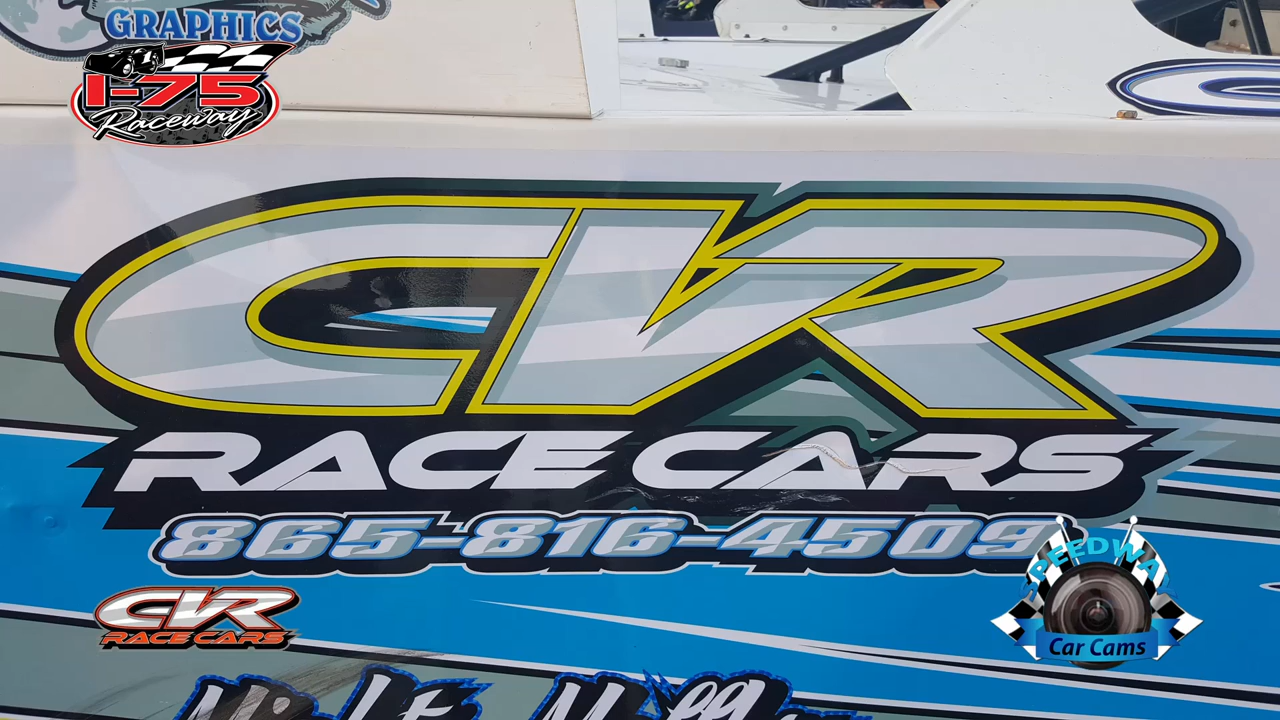 GRAPHICS
I-75
Raceway
CVR
RACE CARS
865-816-4509
SPEEDWAY
Car Cams
CVR
RACE CARS